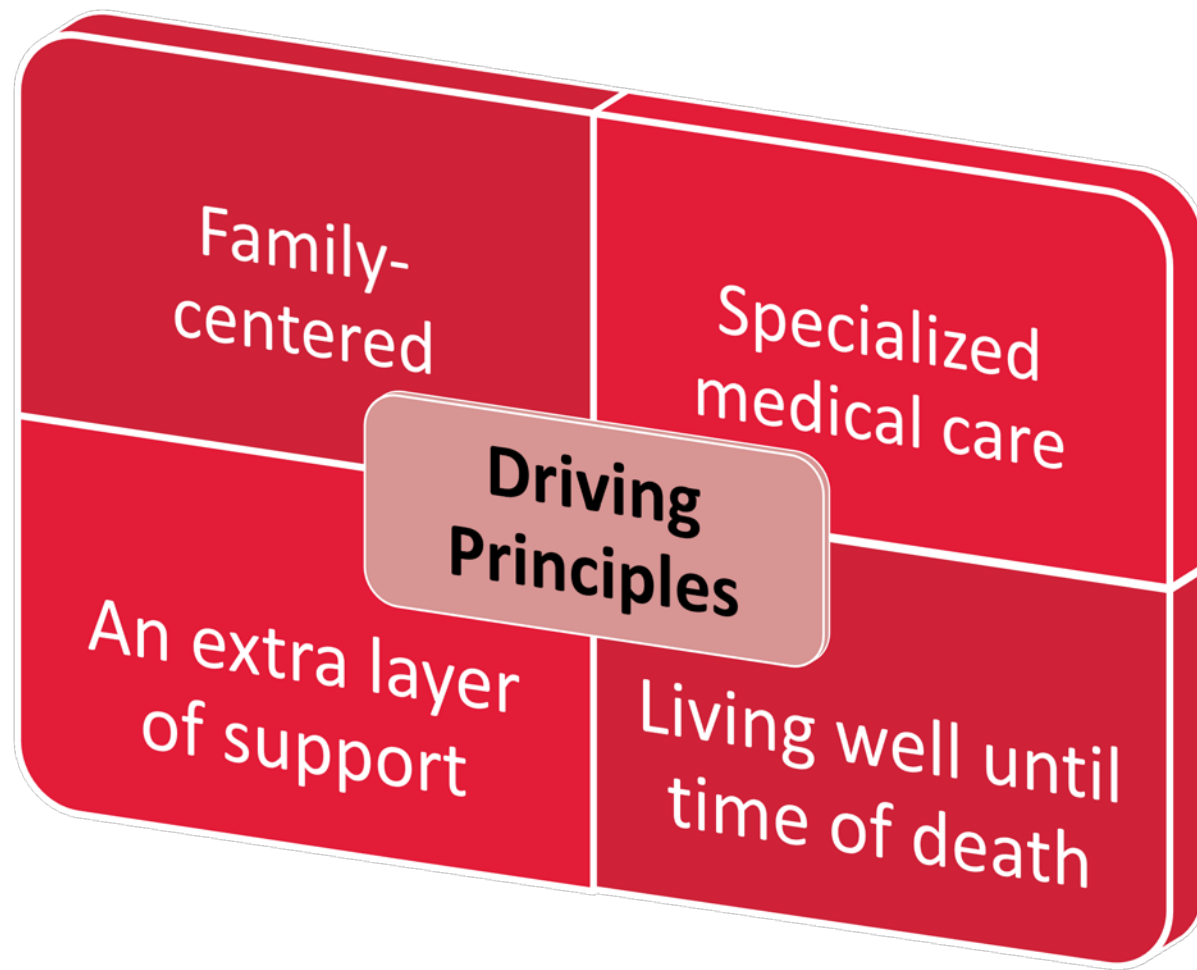 Family-
centered
Specialized
medical care
Driving
Principles
An extra layer
of support
Living well until
time of death